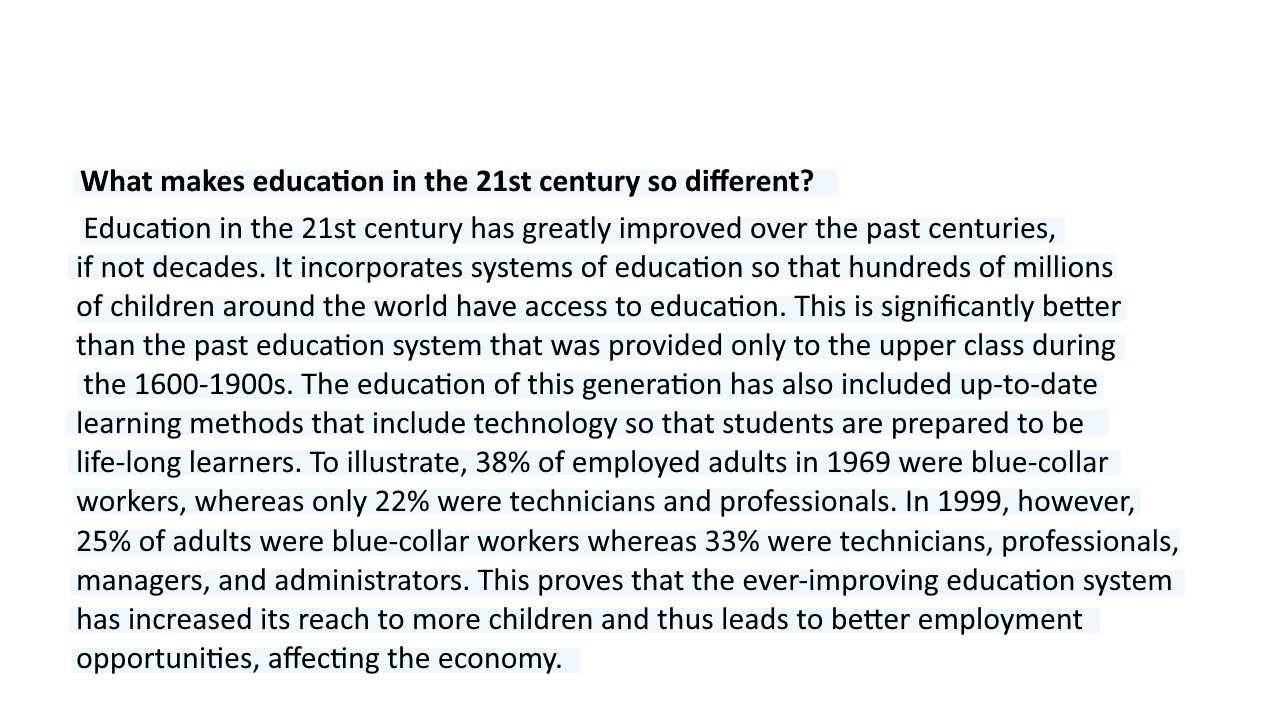 What makes education in the 21st century so different?
Education in the 21st century has greatly improved over the past centuries,
if not decades. It incorporates systems of education so that hundreds of millions
of children around the world have access to education. This is significantly better
than the past education system that was provided only to the upper class during
the 1600-1900s. The education of this generation has also included up-to-date
learning methods that include technology so that students are prepared to be
life-long learners. To illustrate, 38% of employed adults in 1969 were blue-collar
workers, whereas only 22% were technicians and professionals. In 1999, however,
25% of adults were blue-collar workers whereas 33% were technicians, professionals,
managers, and administrators. This proves that the ever-improving education system
has increased its reach to more children and thus leads to better employment
opportunities, affecting the economy.